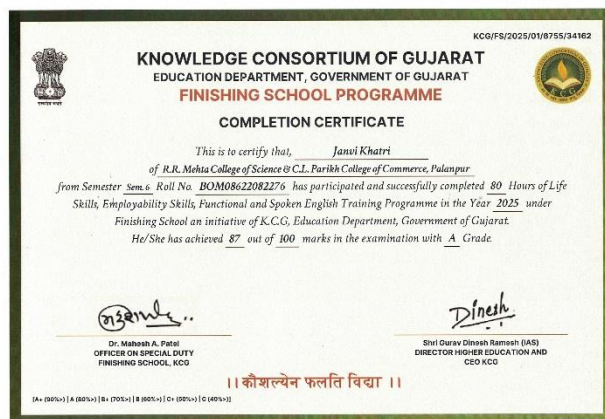 KCG/FS/2025/01/8755/34162
KNOWLEDGE CONSORTIUM OF GUJARAT
EDUCATION DEPARTMENT, GOVERNMENT OF GUJARAT
FINISHING SCHOOL PROGRAMME
COMPLETION CERTIFICATE
सत्यमेव जयते
K C G
This is to certify that, Janvi Khatri
of R.R. Mehta College of Science & C.L. Parikh College of Commerce, Palanpur
from Semester Sem. 6 Roll No. BOM08622082276 has participated and successfully completed 80 Hours of Life
Skills, Employability Skills, Functional and Spoken English Training Programme in the Year 2025 under
Finishing School an initiative of K.C.G, Education Department, Government of Gujarat.
He/She has achieved 87 out of 100 marks in the examination with A Grade.
Dinesh
Dr. Mahesh A. Patel
OFFICER ON SPECIAL DUTY
FINISHING SCHOOL, KCG
Shri Gurav Dinesh Ramesh (IAS)
DIRECTOR HIGHER EDUCATION AND
CEO KCG
।। कौशल्येन फलति विद्या ।।
[A+ (90%>) | A (80%>) | B+ (70%>) | B (60%>) | C+ (50%>) | C (40%>)]